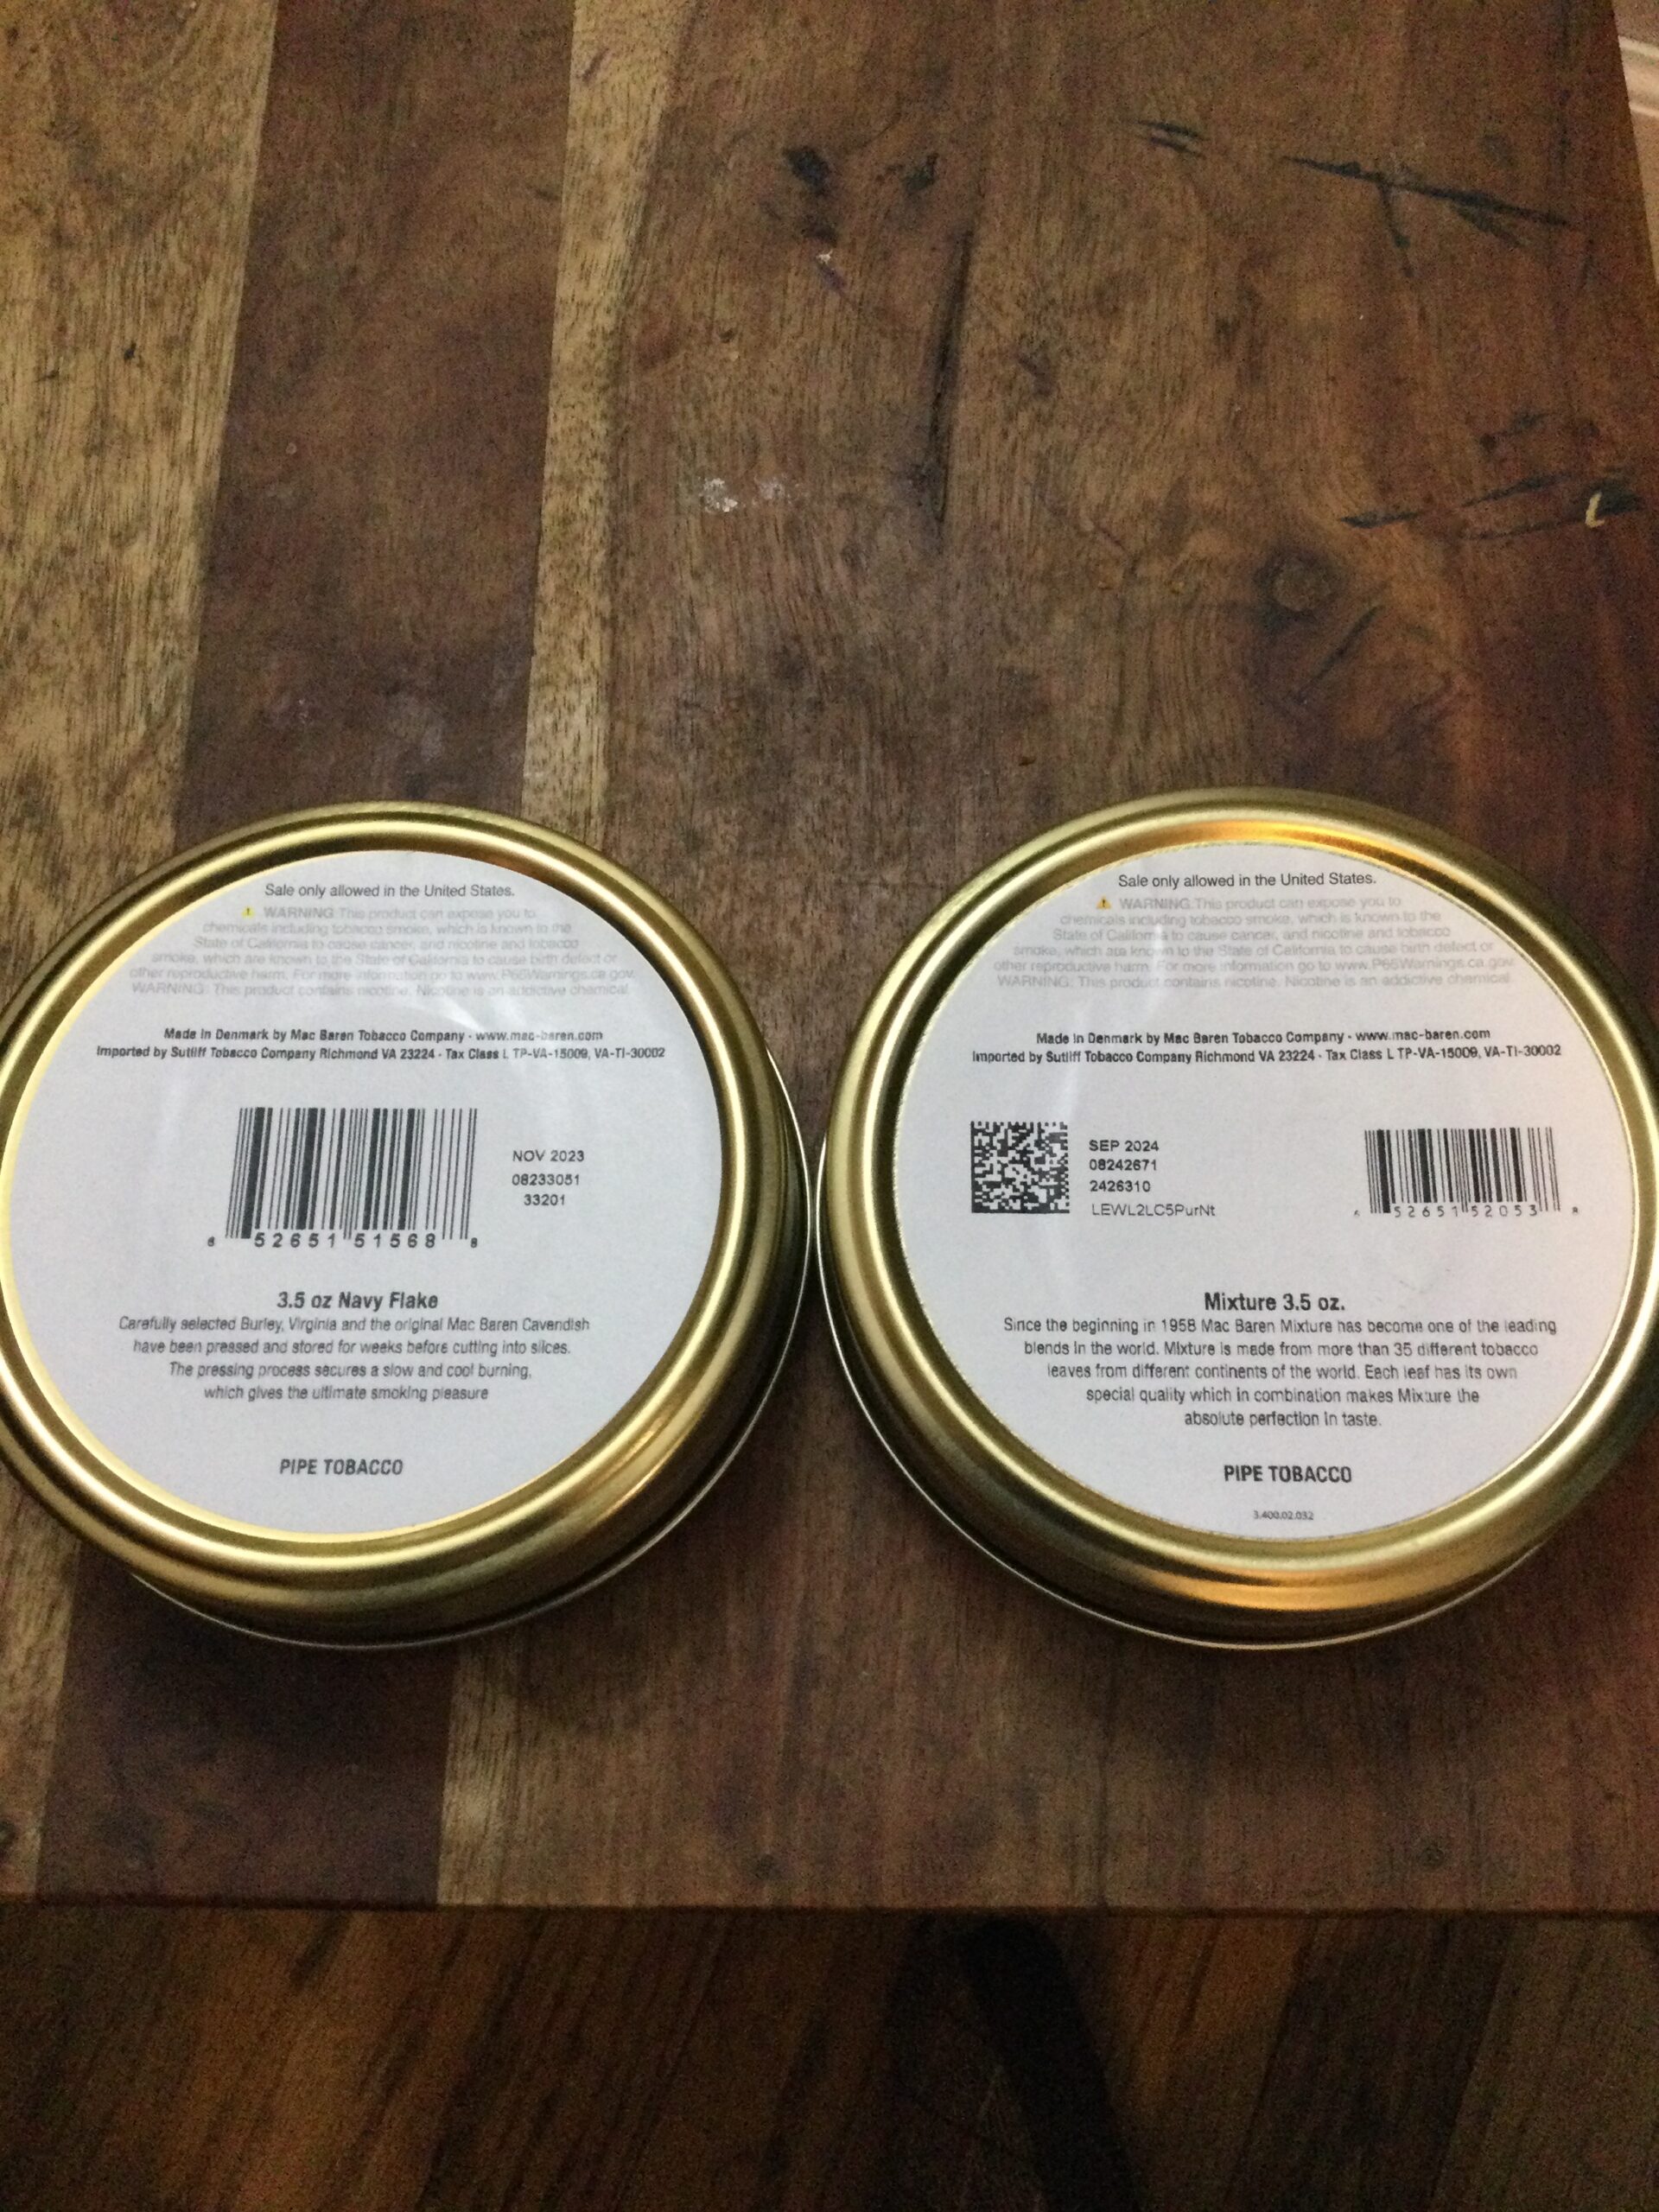 Sale only allowed in the United States.
WARNING: This product can expose you to
chemicals including tobacco smoke, which is known to the
State of California to cause cancer, and nicotine and tobacco
smoke, which are known to the State of California to cause birth defect or
other reproductive harm. For more information go to www.P65Warnings.ca.gov
WARNING: This product contains nicotine. Nicotine is an addictive chemical
Made in Denmark by Mac Baren Tobacco Company - www.mac-baren.com
Imported by Sutliff Tobacco Company Richmond VA 23224 - Tax Class L TP-VA-15009, VA-TI-30002
NOV 2023
08233051
33201
6 52651 51568 8
3.5 oz Navy Flake
Carefully selected Burley, Virginia and the original Mac Baren Cavendish
have been pressed and stored for weeks before cutting into slices.
The pressing process secures a slow and cool burning,
which gives the ultimate smoking pleasure
PIPE TOBACCO
Sale only allowed in the United States.
WARNING: This product can expose you to
chemicals including tobacco smoke, which is known to the
State of California to cause cancer, and nicotine and tobacco
smoke, which are known to the State of California to cause birth defect or
other reproductive harm. For more information go to www.P65Warnings.ca.gov
WARNING: This product contains nicotine. Nicotine is an addictive chemical
Made in Denmark by Mac Baren Tobacco Company - www.mac-baren.com
Imported by Sutliff Tobacco Company Richmond VA 23224 - Tax Class L TP-VA-15009, VA-TI-30002
SEP 2024
08242671
2426310
LEWL2LC5PurNt
6 52651 52053 8
Mixture 3.5 oz.
Since the beginning in 1958 Mac Baren Mixture has become one of the leading
blends in the world. Mixture is made from more than 35 different tobacco
leaves from different continents of the world. Each leaf has its own
special quality which in combination makes Mixture the
absolute perfection in taste.
PIPE TOBACCO
3.400.02.032